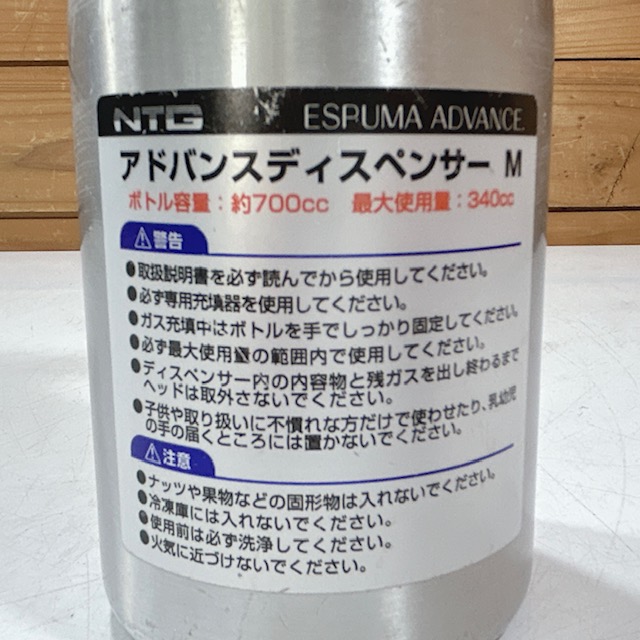 NTG ESPUMA ADVANCE
アドバンスディスペンサー M
ボトル容量：約700cc 最大使用量：340cc
⚠警告
●取扱説明書を必ず読んでから使用してください。
●必ず専用充填器を使用してください。
●ガス充填中はボトルを手でしっかり固定してください。
●必ず最大使用量の範囲内で使用してください。
●ディスペンサー内の内容物と残ガスを出し終わるまで
ヘッドは取外さないでください。
●子供や取り扱いに不慣れな方だけで使わせたり、乳幼児
の手の届くところには置かないでください。
⚠注意
●ナッツや果物などの固形物は入れないでください。
●冷凍庫には入れないでください。
●使用前は必ず洗浄してください。
●火気に近づけないでください。